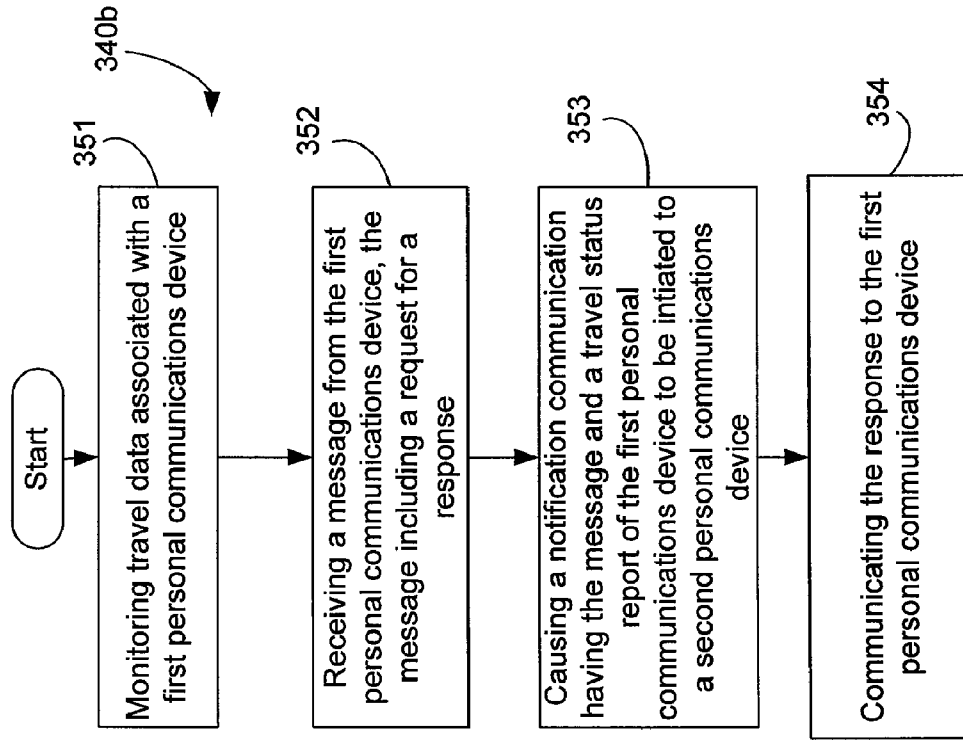 Start
340b
351
Monitoring travel data associated with a
first personal communications device
352
Receiving a message from the first
personal communications device, the
message including a request for a
response
353
Causing a notification communication
having the message and a travel status
report of the first personal
communications device to be intiated to
a second personal communications
device
354
Communicating the response to the first
personal communications device